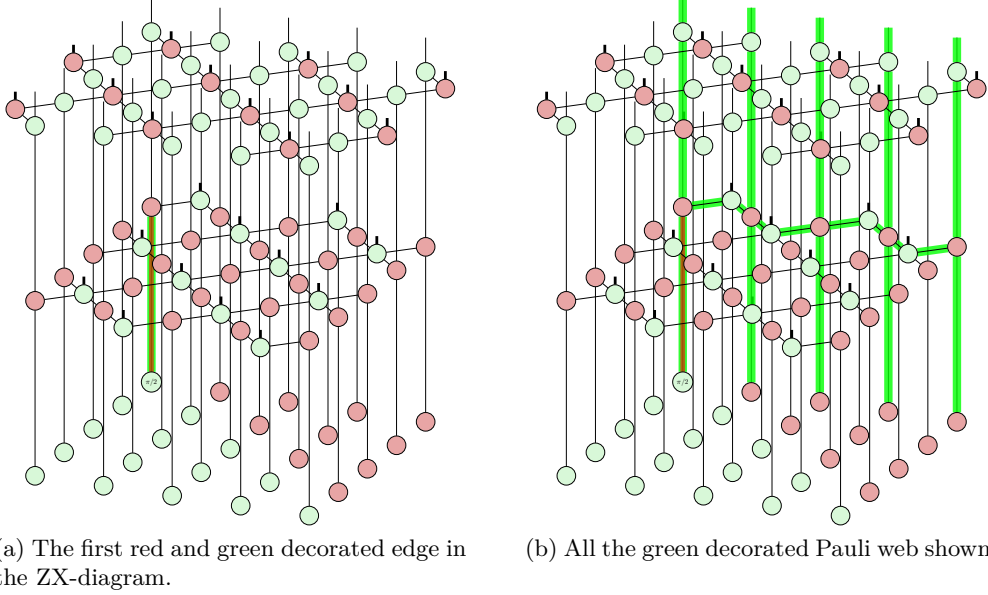 π/2
π/2
(a) The first red and green decorated edge in
the ZX-diagram.
(b) All the green decorated Pauli web shown